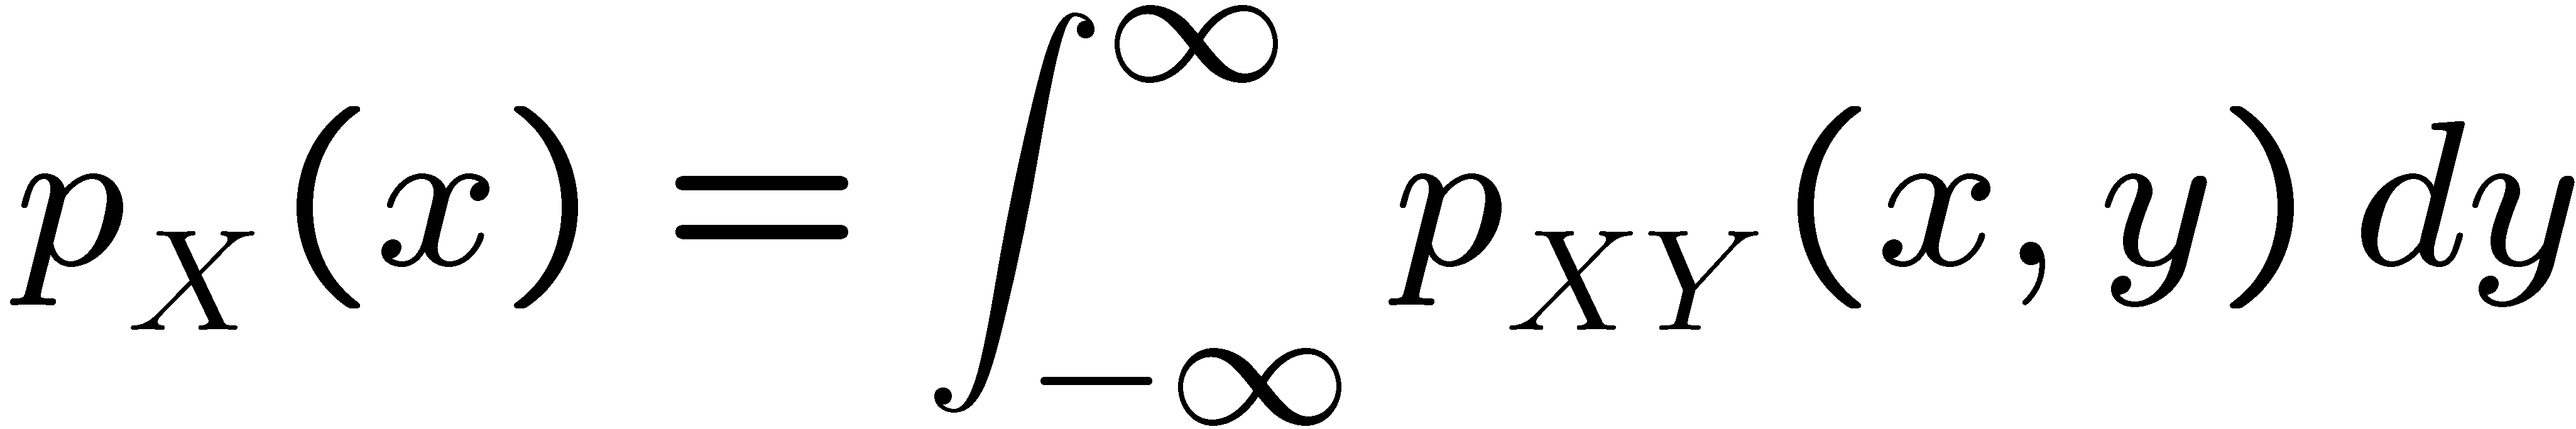 p_X(x) = ∫_{-∞}^{∞} p_{XY}(x, y) dy